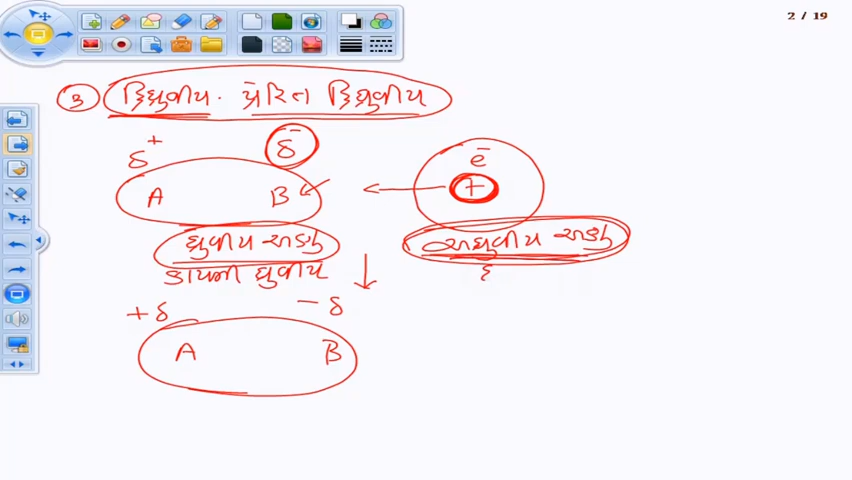 2 / 19
3 દ્વિધ્રુવીય - પ્રેરિત દ્વિધ્રુવીય
δ+ δ- e-
A B +
ધ્રુવીય અણુ અધ્રુવીય અણુ
કાયમી ધ્રુવીય
+δ -δ
A B